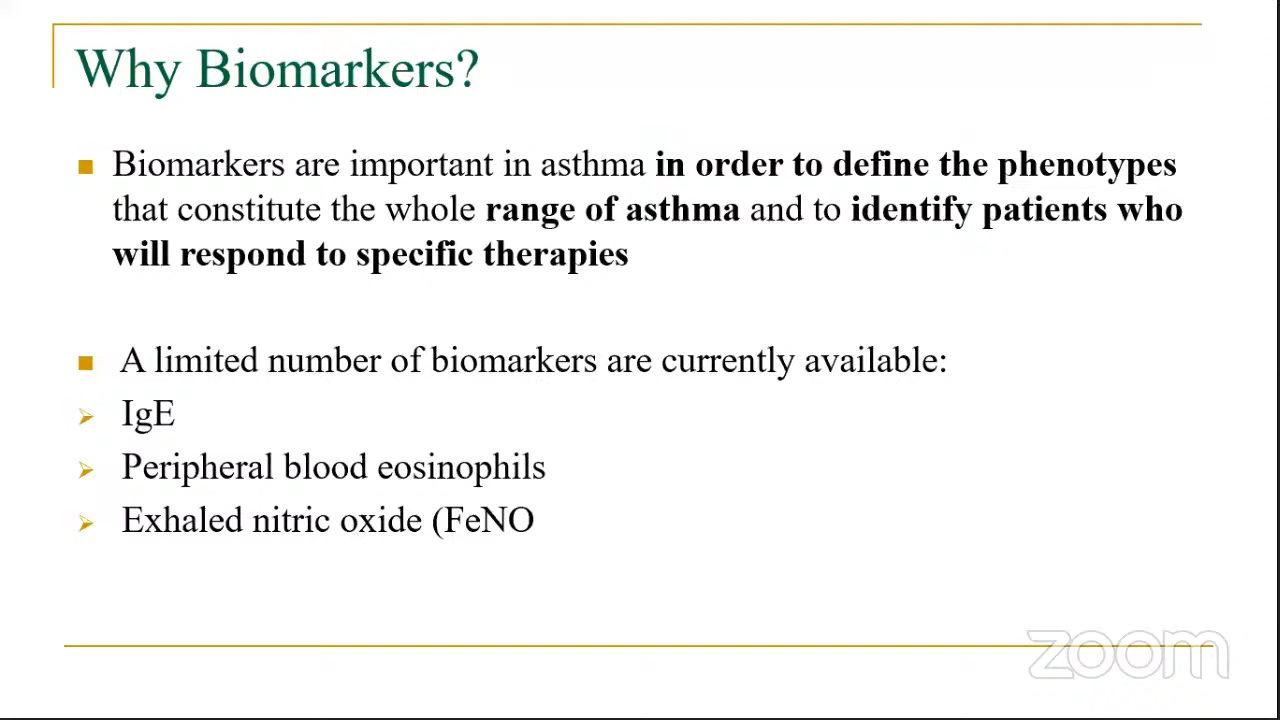 Why Biomarkers?
Biomarkers are important in asthma in order to define the phenotypes
that constitute the whole range of asthma and to identify patients who
will respond to specific therapies
A limited number of biomarkers are currently available:
IgE
Peripheral blood eosinophils
Exhaled nitric oxide (FeNO
zoom